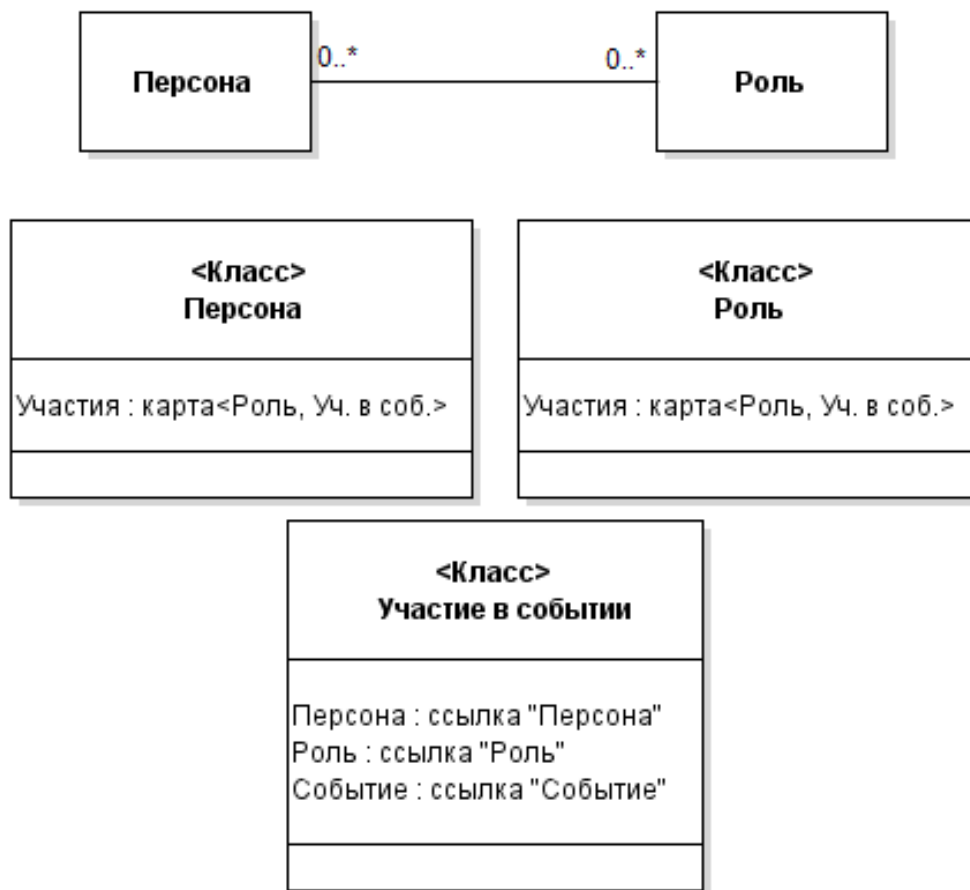 Персона
0..*
0..*
Роль
<Класс>
Персона
Участия : карта<Роль, Уч. в соб.>
<Класс>
Роль
Участия : карта<Роль, Уч. в соб.>
<Класс>
Участие в событии
Персона : ссылка "Персона"
Роль : ссылка "Роль"
Событие : ссылка "Событие"